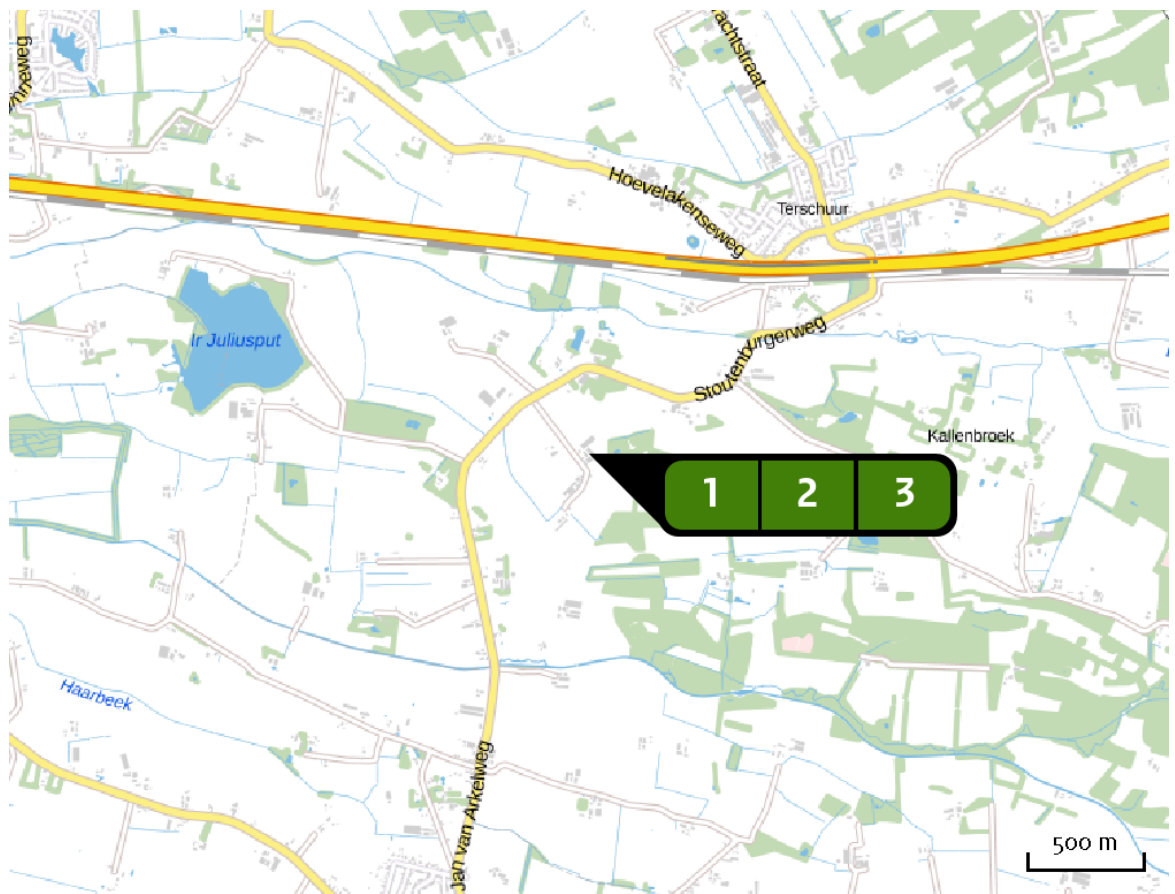 Terschuur
Hoevelakenseweg
Ir Juliusput
Stoutenburgerweg
Kallenbroek
1 2 3
Haarbeek
Jan van Arkelweg
500 m